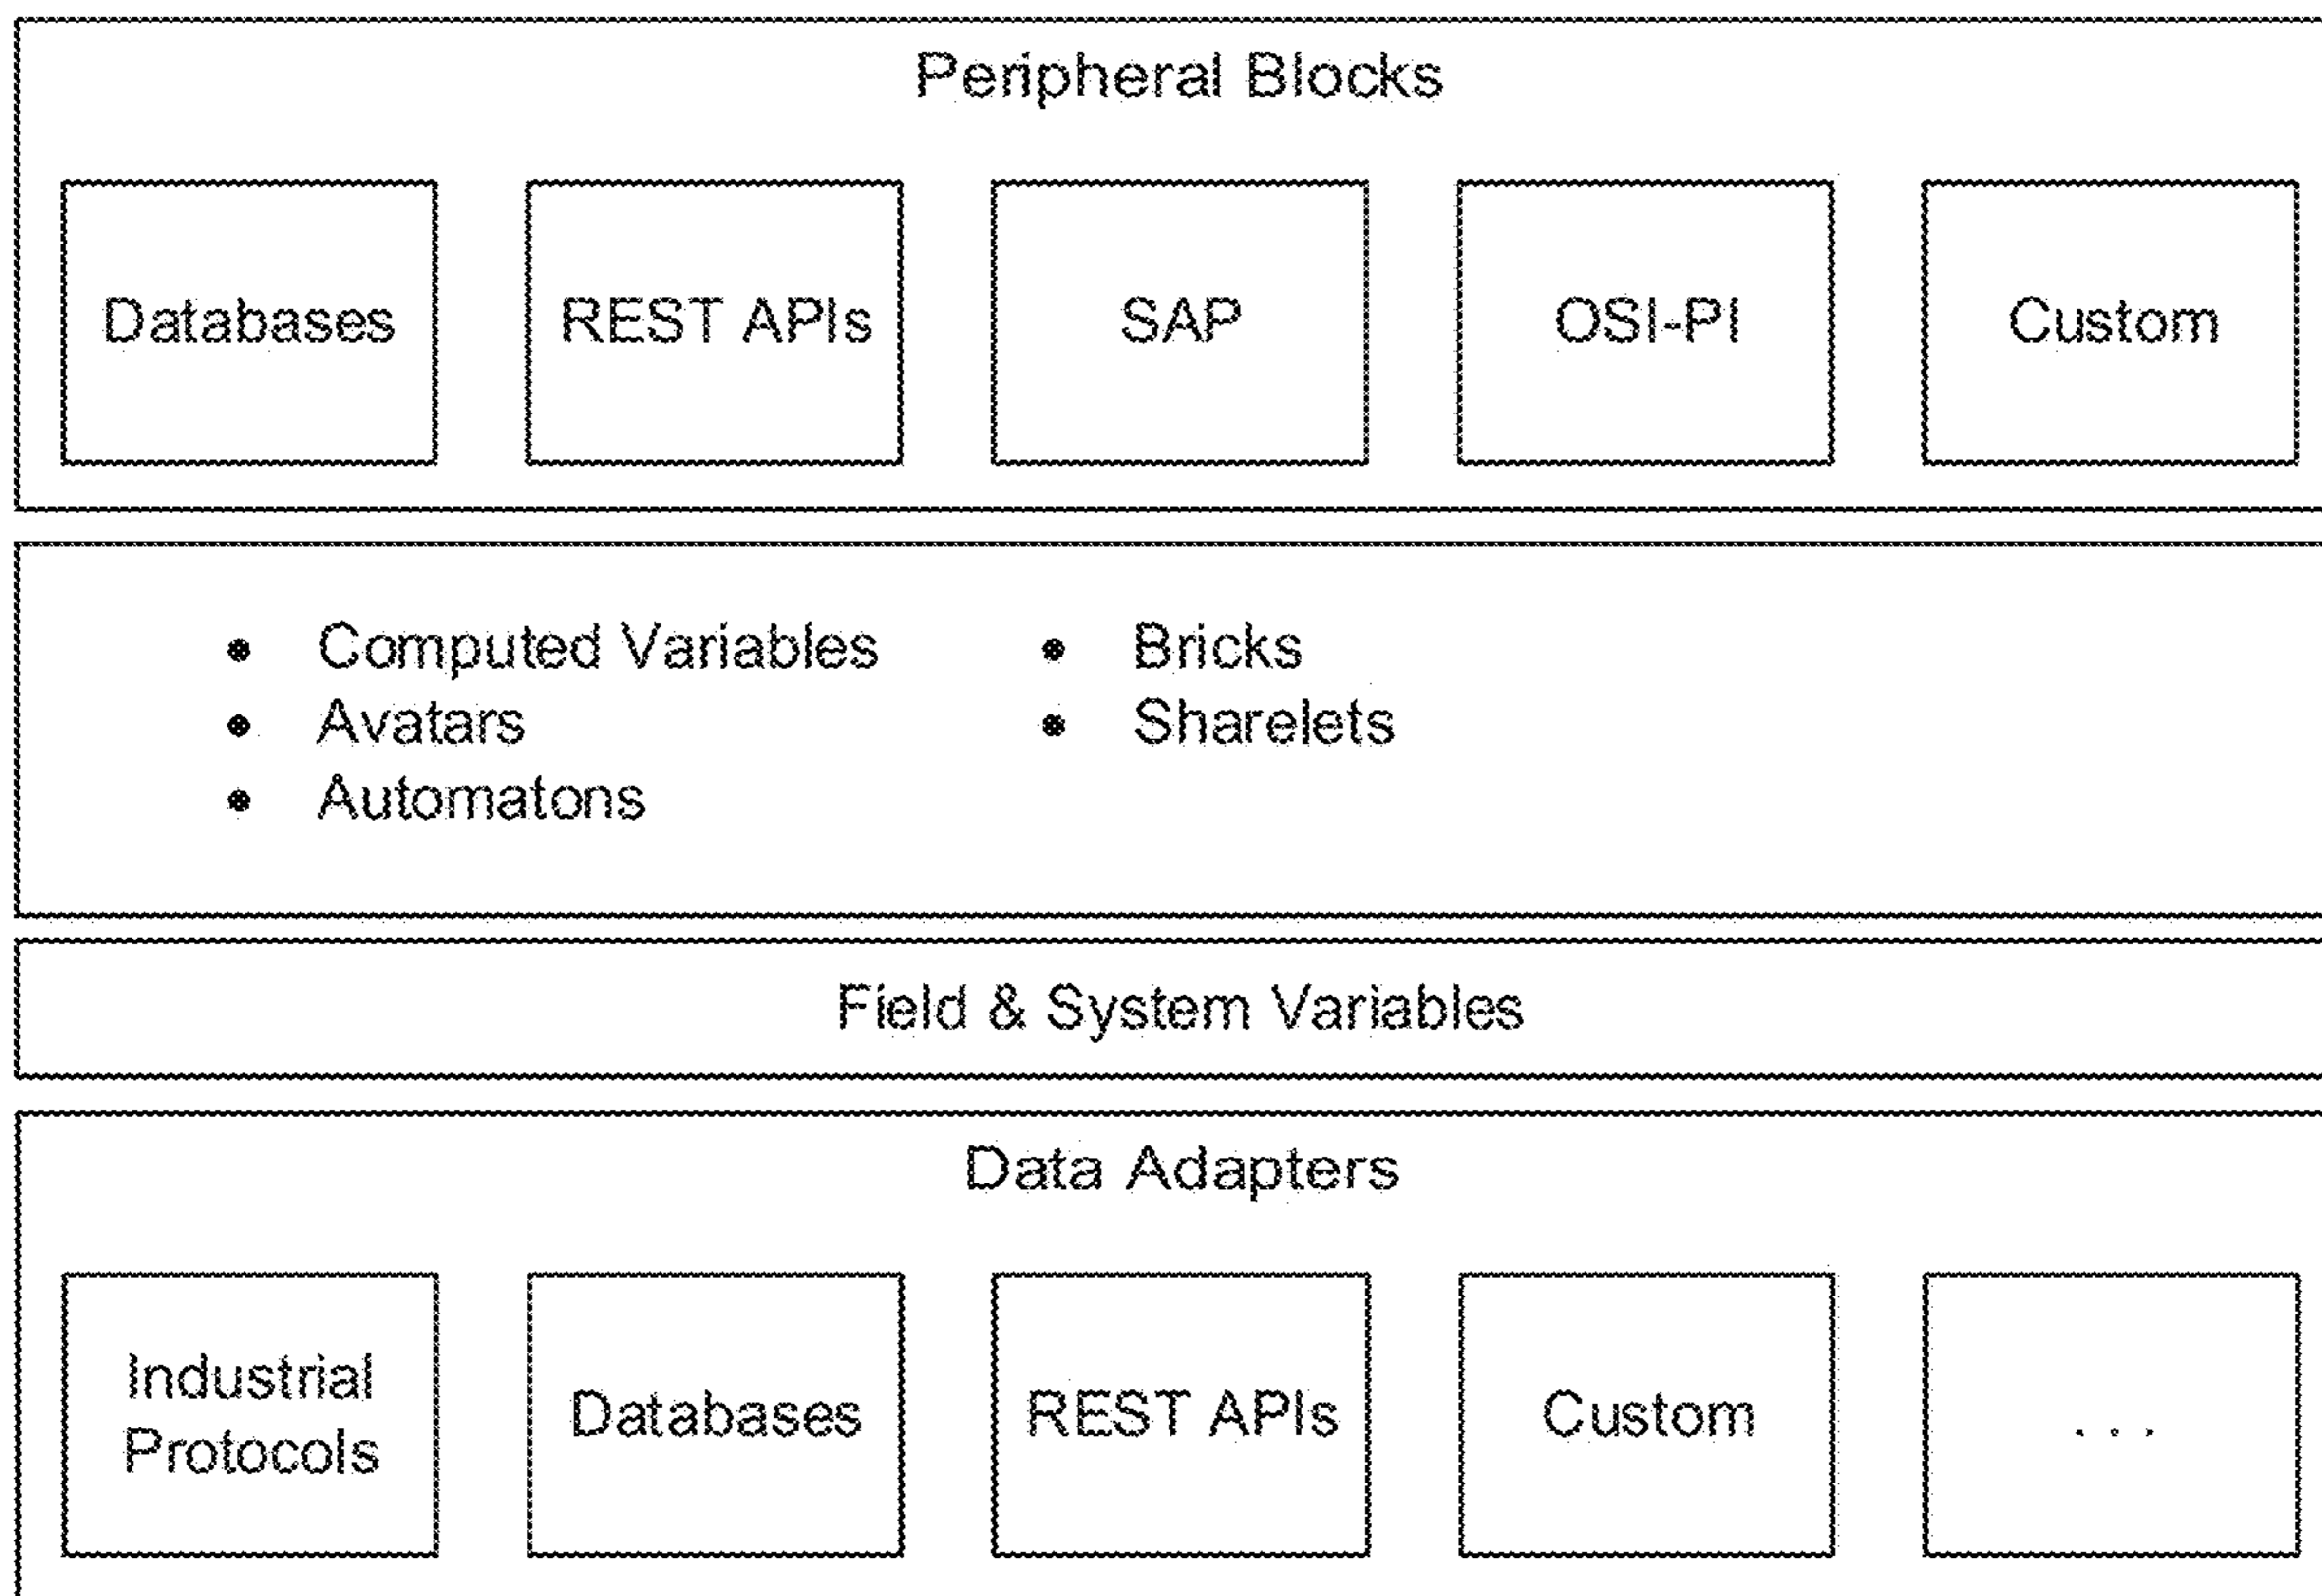 Peripheral Blocks
Databases
REST APIs
SAP
OSI-PI
Custom
• Computed Variables
• Avatars
• Automatons
• Bricks
• Sharelets
Field & System Variables
Data Adapters
Industrial
Protocols
Databases
REST APIs
Custom
. . .